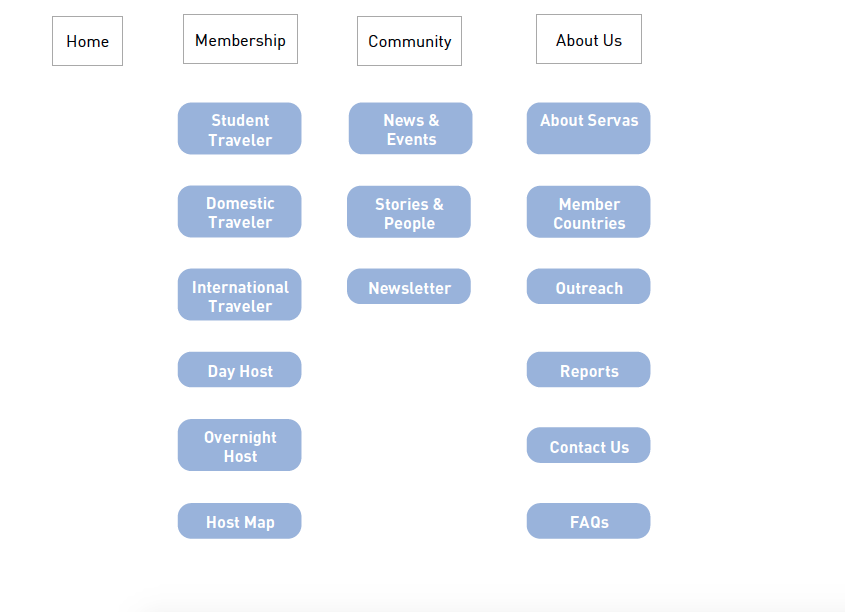 Home
Membership
Community
About Us
Student
Traveler
Domestic
Traveler
International
Traveler
Day Host
Overnight
Host
Host Map
News &
Events
Stories &
People
Newsletter
About Servas
Member
Countries
Outreach
Reports
Contact Us
FAQs